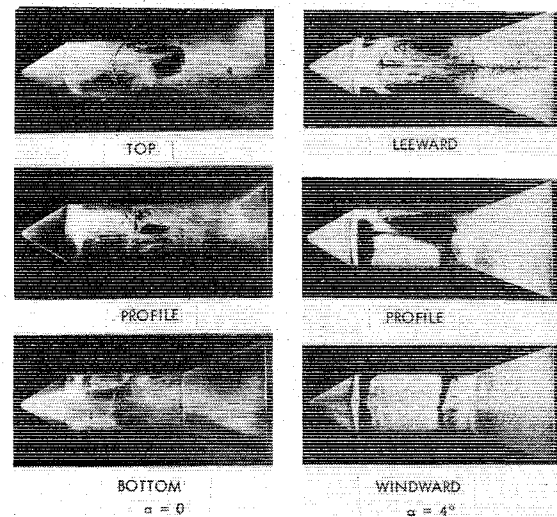 TOP
LEEWARD
PROFILE
PROFILE
BOTTOM
WINDWARD
α = 0
α = 4°